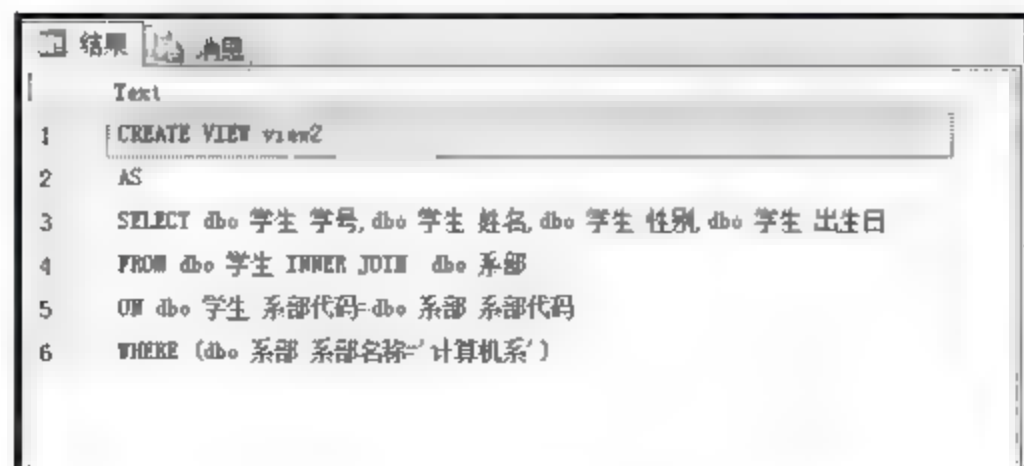 结果 消息
Text
1 CREATE VIEW view2
2 AS
3 SELECT dbo 学生 学号, dbo 学生 姓名, dbo 学生 性别, dbo 学生 出生日
4 FROM dbo 学生 INNER JOIN dbo 系部
5 ON dbo 学生 系部代码=dbo 系部 系部代码
6 WHERE (dbo 系部 系部名称='计算机系')